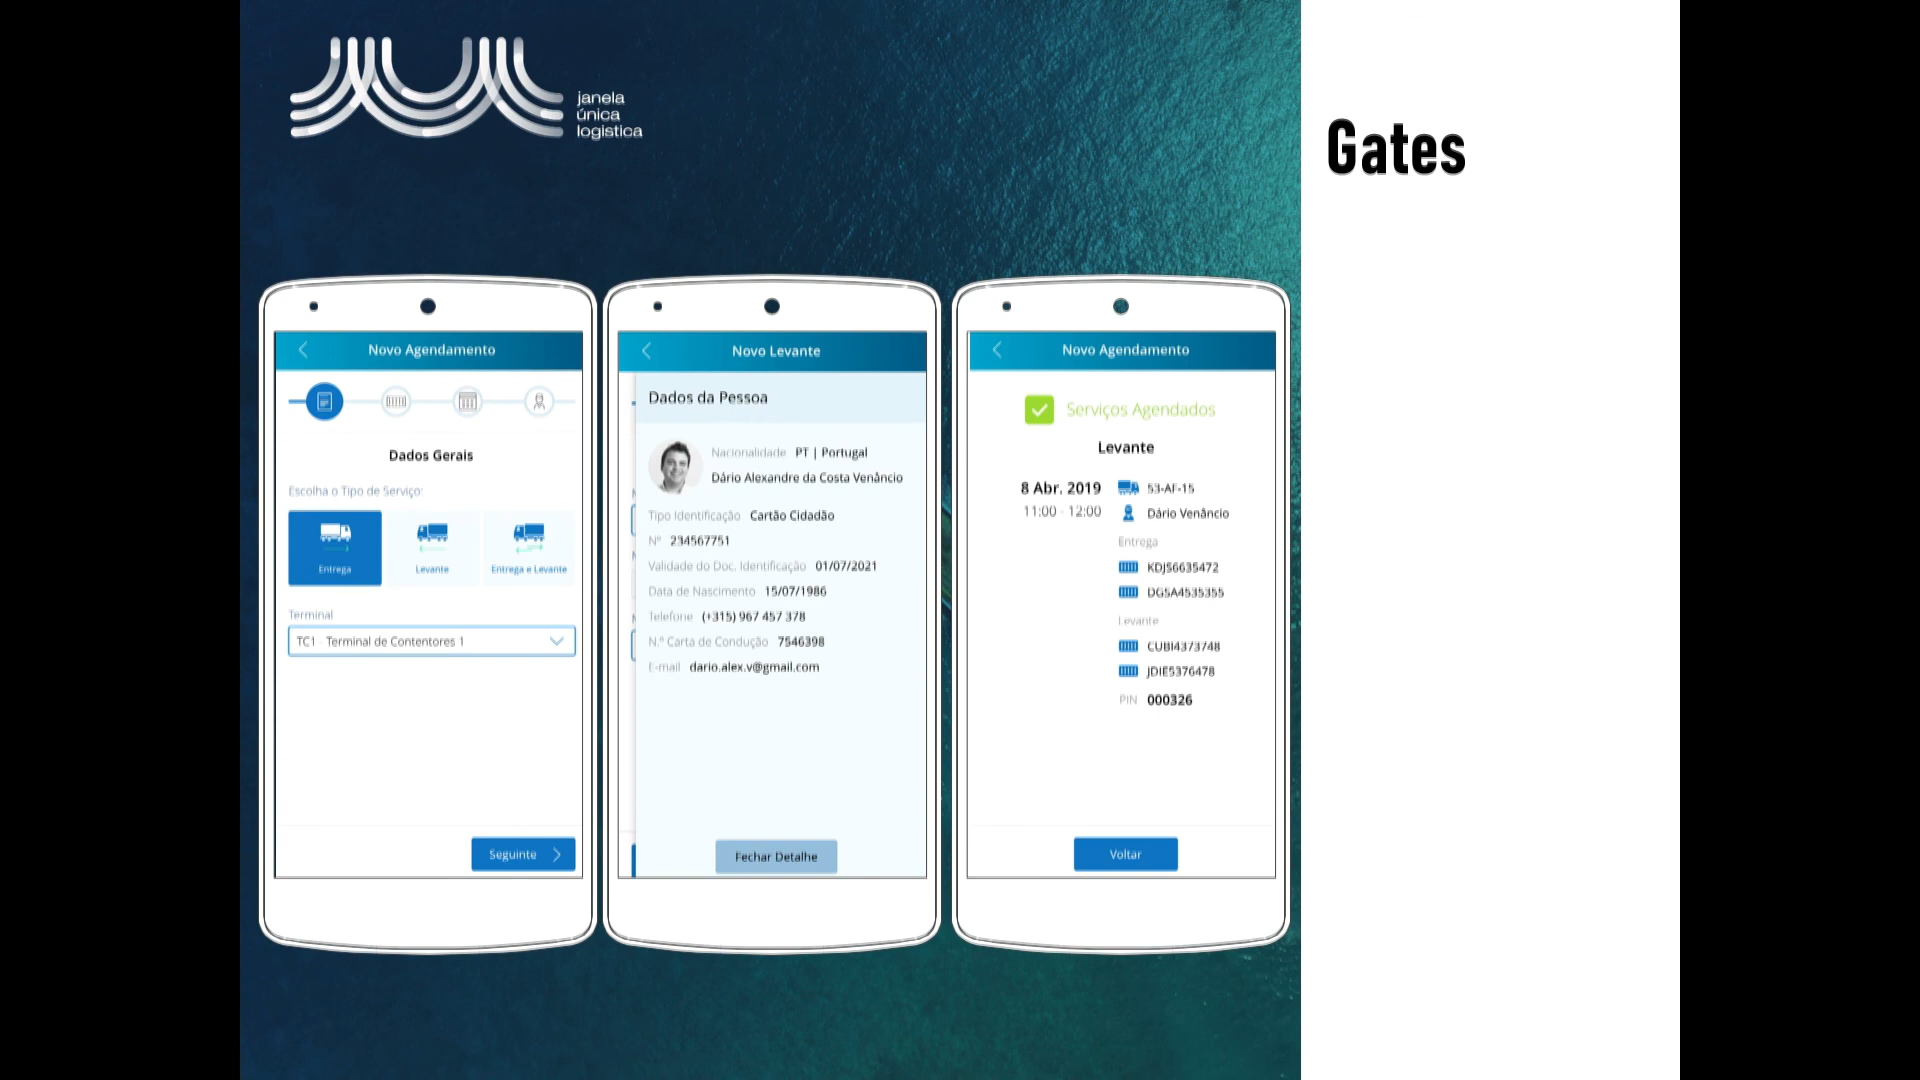 janela
única
logistica
Gates
Novo Agendamento
Dados Gerais
Escolha o Tipo de Serviço:
Entrega
Levante
Entrega e Levante
Terminal
TC1 - Terminal de Contentores 1
Seguinte
Novo Levante
Dados da Pessoa
Nacionalidade PT | Portugal
Dário Alexandre da Costa Venâncio
Tipo Identificação Cartão Cidadão
Nº 234567751
Validade do Doc. Identificação 01/07/2021
Data de Nascimento 15/07/1986
Telefone (+315) 967 457 378
N.º Carta de Condução 7546398
E-mail dario.alex.v@gmail.com
Fechar Detalhe
Novo Agendamento
Serviços Agendados
Levante
8 Abr. 2019 53-AF-15
11:00 - 12:00 Dário Venâncio
Entrega
KDJS6635472
DGSA4535355
Levante
CUBI4373748
JDIE5376478
PIN 000326
Voltar